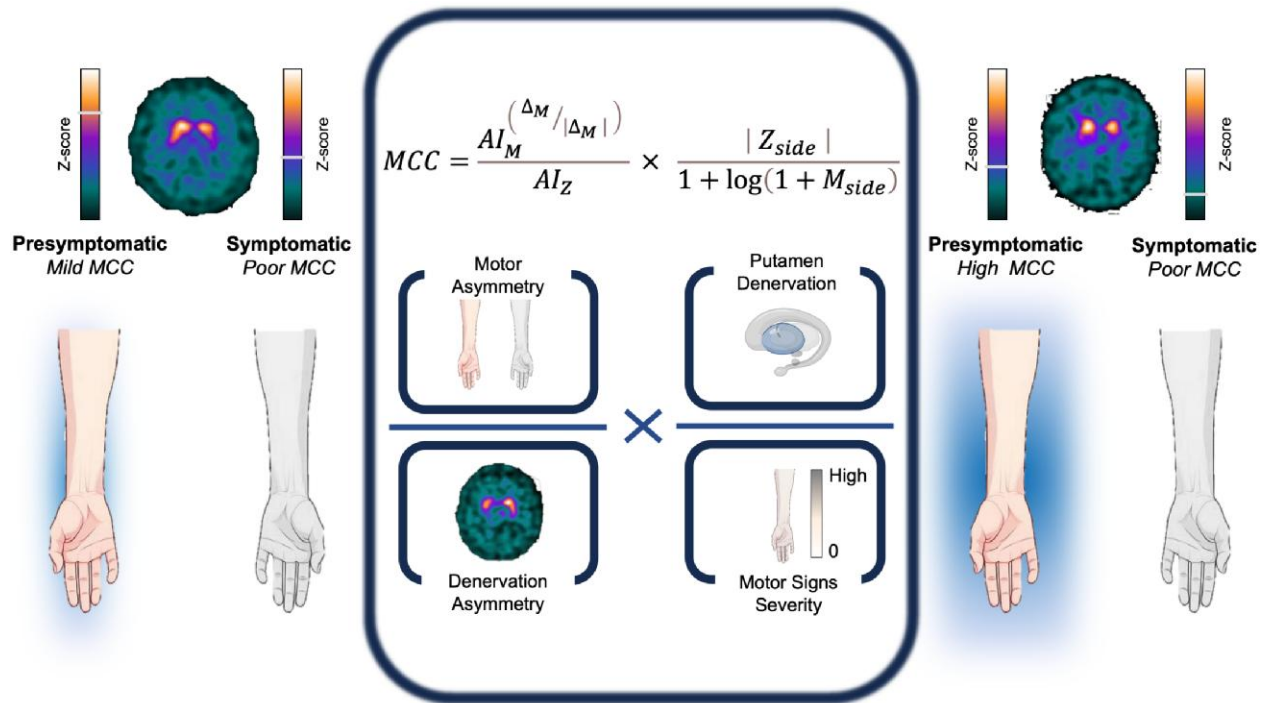 Z-score
Z-score
Presymptomatic
Mild MCC
Symptomatic
Poor MCC
MCC = AI_M^(Δ_M/|Δ_M|) / AI_Z × |Z_side| / 1 + log(1 + M_side)
Motor
Asymmetry
Putamen
Denervation
×
Denervation
Asymmetry
High
0
Motor Signs
Severity
Z-score
Z-score
Presymptomatic
High MCC
Symptomatic
Poor MCC